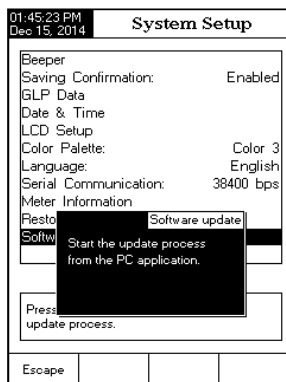 01:45:23 PM
Dec 15, 2014
System Setup
Beeper
Saving Confirmation: Enabled
GLP Data
Date & Time
LCD Setup
Color Palette: Color 3
Language: English
Serial Communication: 38400 bps
Meter Information
Resto
Softw
Software update
Start the update process
from the PC application.
Press
update process.
Escape